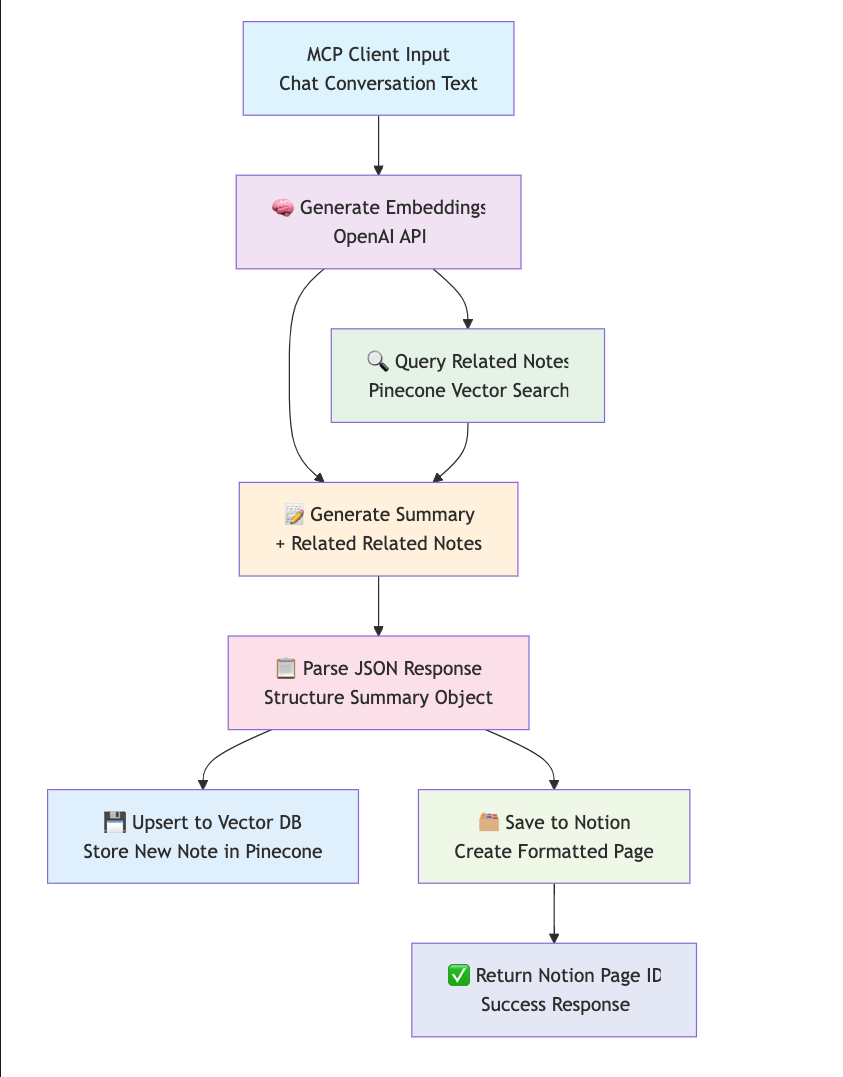 MCP Client Input
Chat Conversation Text
🧠 Generate Embeddings
OpenAI API
🔍 Query Related Notes
Pinecone Vector Search
📝 Generate Summary
+ Related Related Notes
📋 Parse JSON Response
Structure Summary Object
💾 Upsert to Vector DB
Store New Note in Pinecone
🗂️ Save to Notion
Create Formatted Page
✅ Return Notion Page ID
Success Response